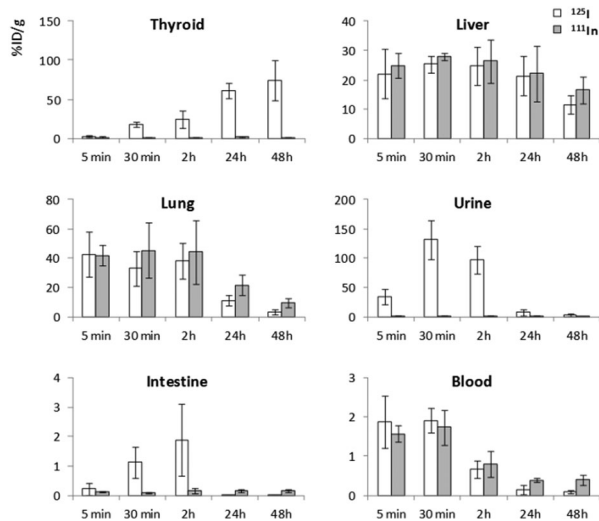 %ID/g
Thyroid
150
100
50
0
5 min 30 min 2h 24h 48h
Liver
¹²⁵I
¹¹¹In
40
30
20
10
0
5 min 30 min 2h 24h 48h
Lung
80
60
40
20
0
5 min 30 min 2h 24h 48h
Urine
200
150
100
50
0
5 min 30 min 2h 24h 48h
Intestine
4
3
2
1
0
5 min 30 min 2h 24h 48h
Blood
3
2
1
0
5 min 30 min 2h 24h 48h